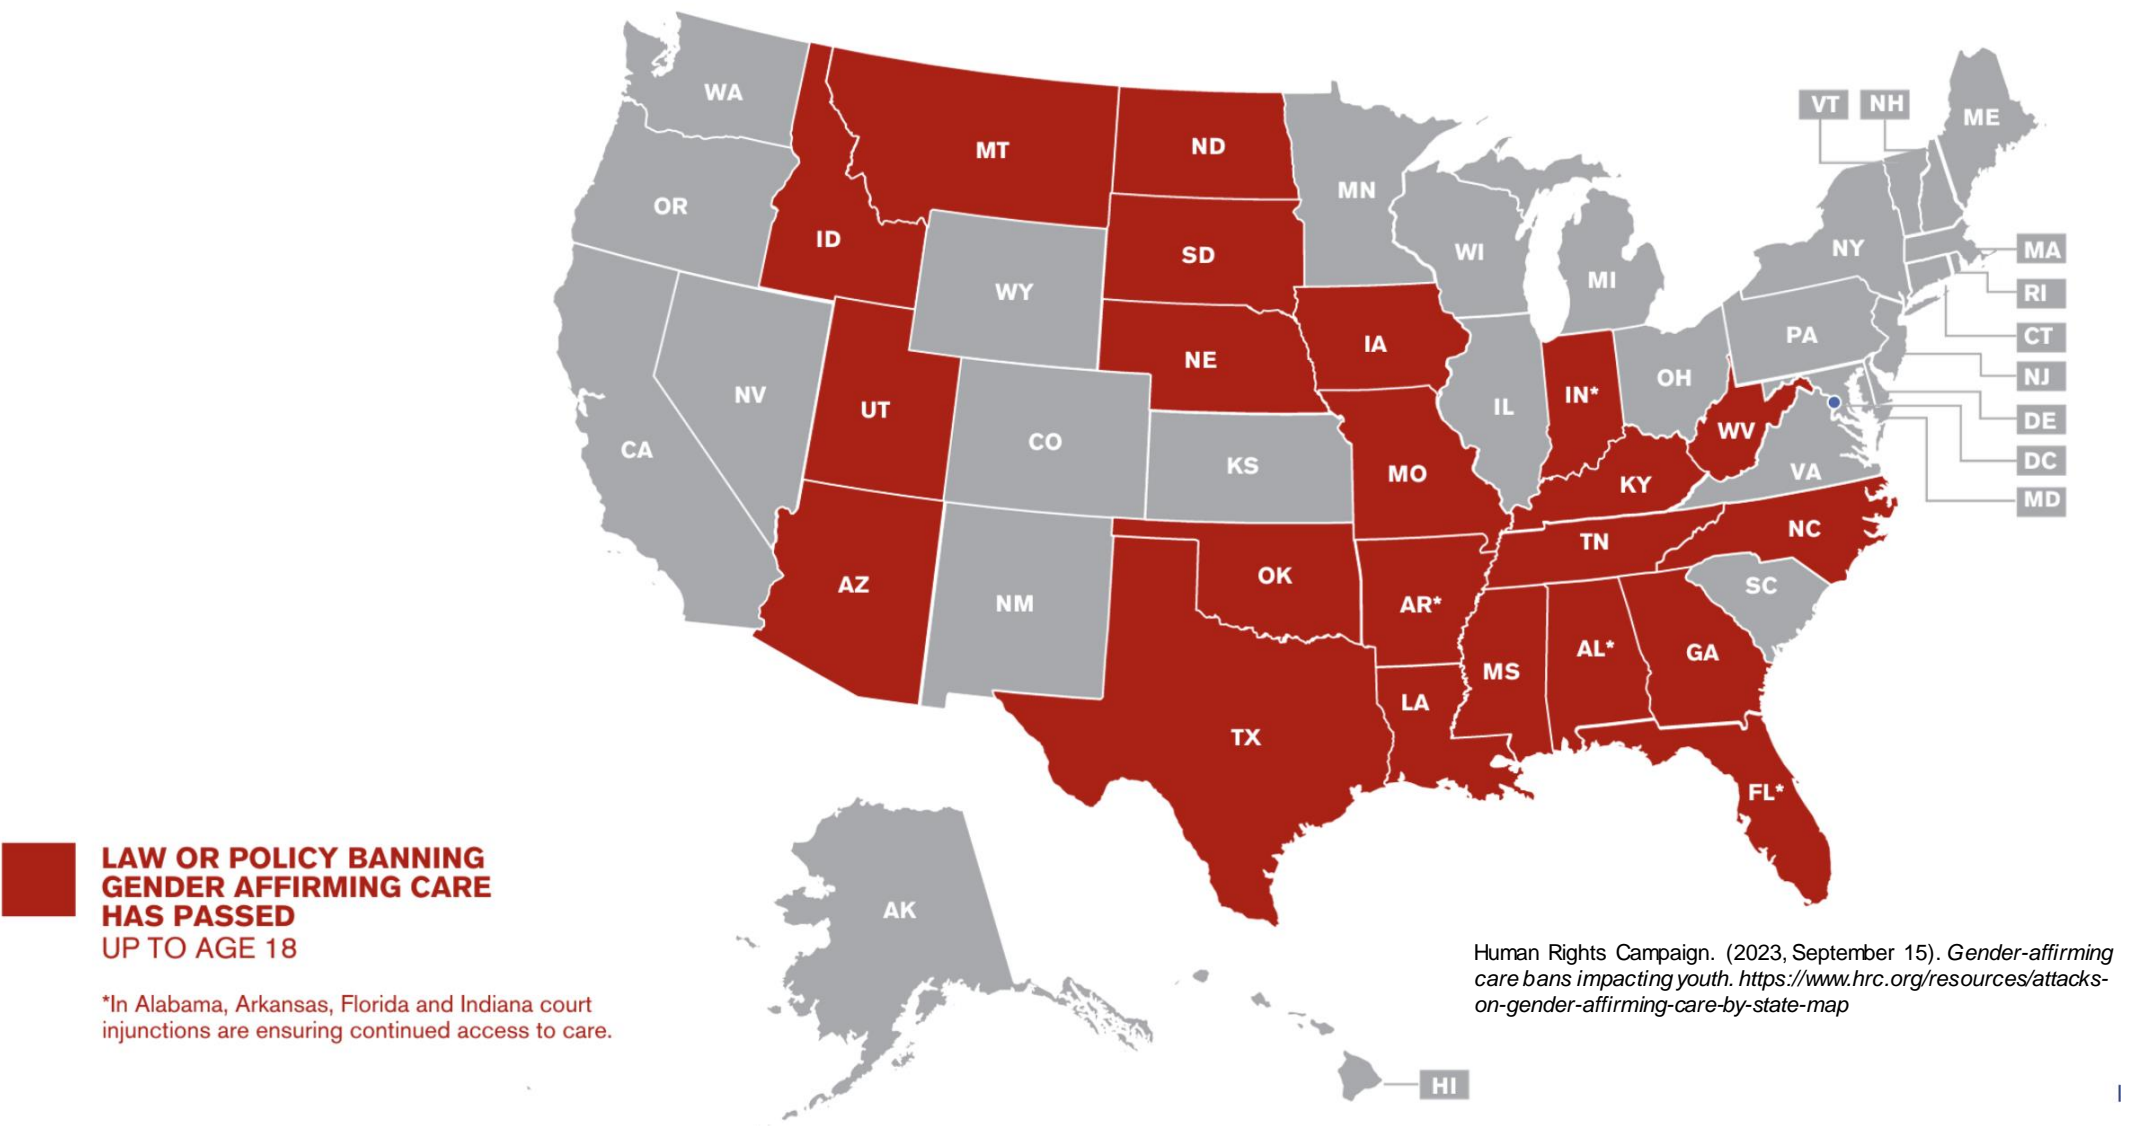 WA
MT
ND
VT
NH
ME
OR
ID
MN
SD
WI
MI
NY
MA
WY
RI
NE
IA
PA
CT
NV
UT
CO
IL
IN*
OH
NJ
CA
KS
MO
WV
DE
KY
VA
DC
MD
AZ
NM
OK
AR*
TN
NC
SC
TX
LA
MS
AL*
GA
FL*
AK
HI
LAW OR POLICY BANNING
GENDER AFFIRMING CARE
HAS PASSED
UP TO AGE 18
*In Alabama, Arkansas, Florida and Indiana court
injunctions are ensuring continued access to care.
Human Rights Campaign. (2023, September 15). Gender-affirming
care bans impacting youth. https://www.hrc.org/resources/attacks-
on-gender-affirming-care-by-state-map